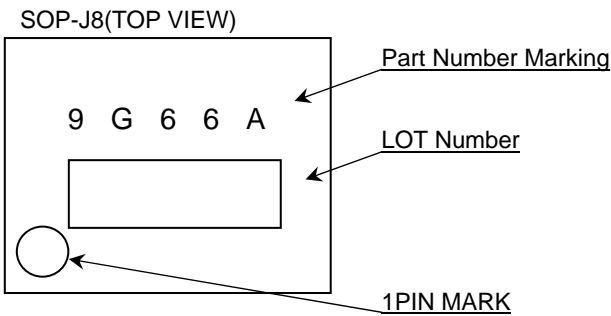 SOP-J8(TOP VIEW)
Part Number Marking
9 G 6 6 A
LOT Number
1PIN MARK